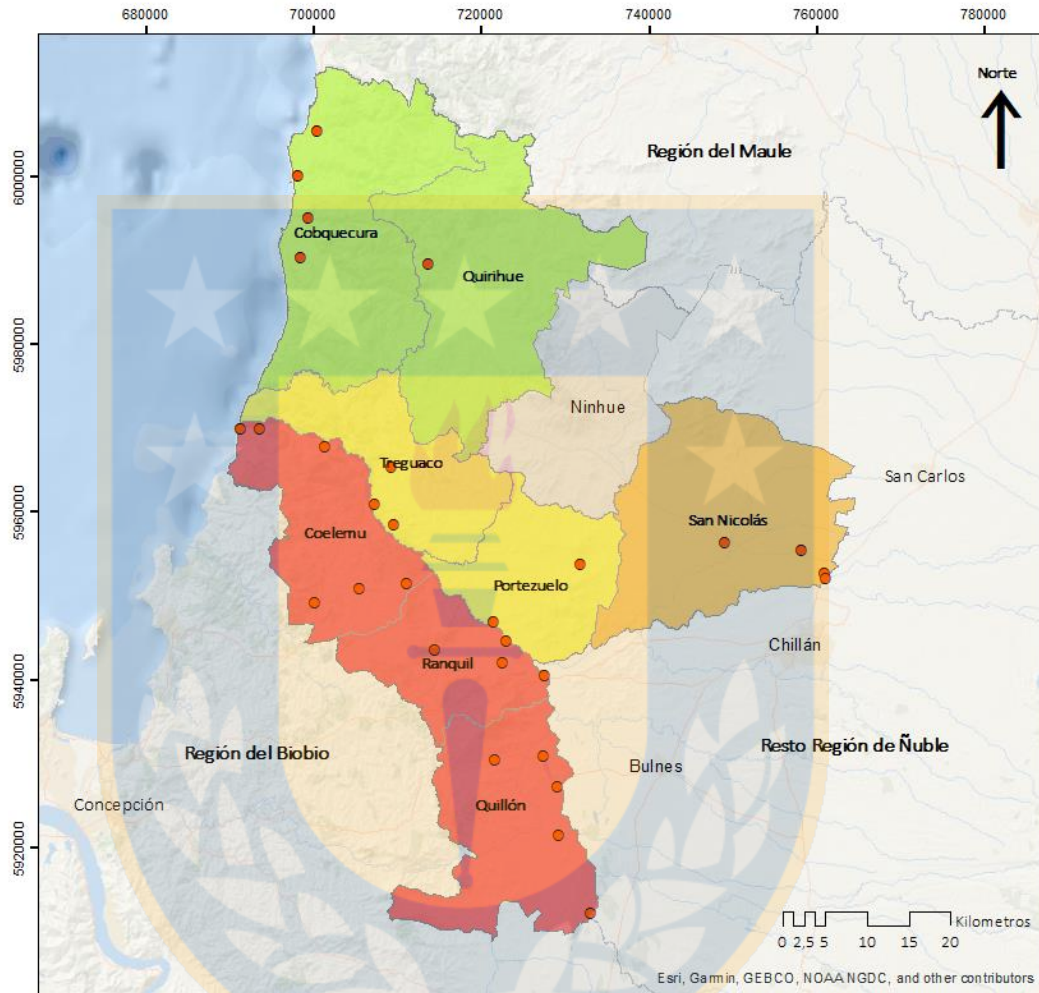 680000 700000 720000 740000 760000 780000
Norte
Región del Maule
6000000
Cobquecura
Quirihue
5980000
Ninhue
Treguaco
San Carlos
5960000
San Nicolás
Coelemu
Portezuelo
Chillán
Ranquil
5940000
Región del Biobio
Resto Región de Ñuble
Bulnes
Concepción
Quillón
5920000
Kilometros
0 2,5 5 10 15 20
Esri, Garmin, GEBCO, NOAA NGDC, and other contributors